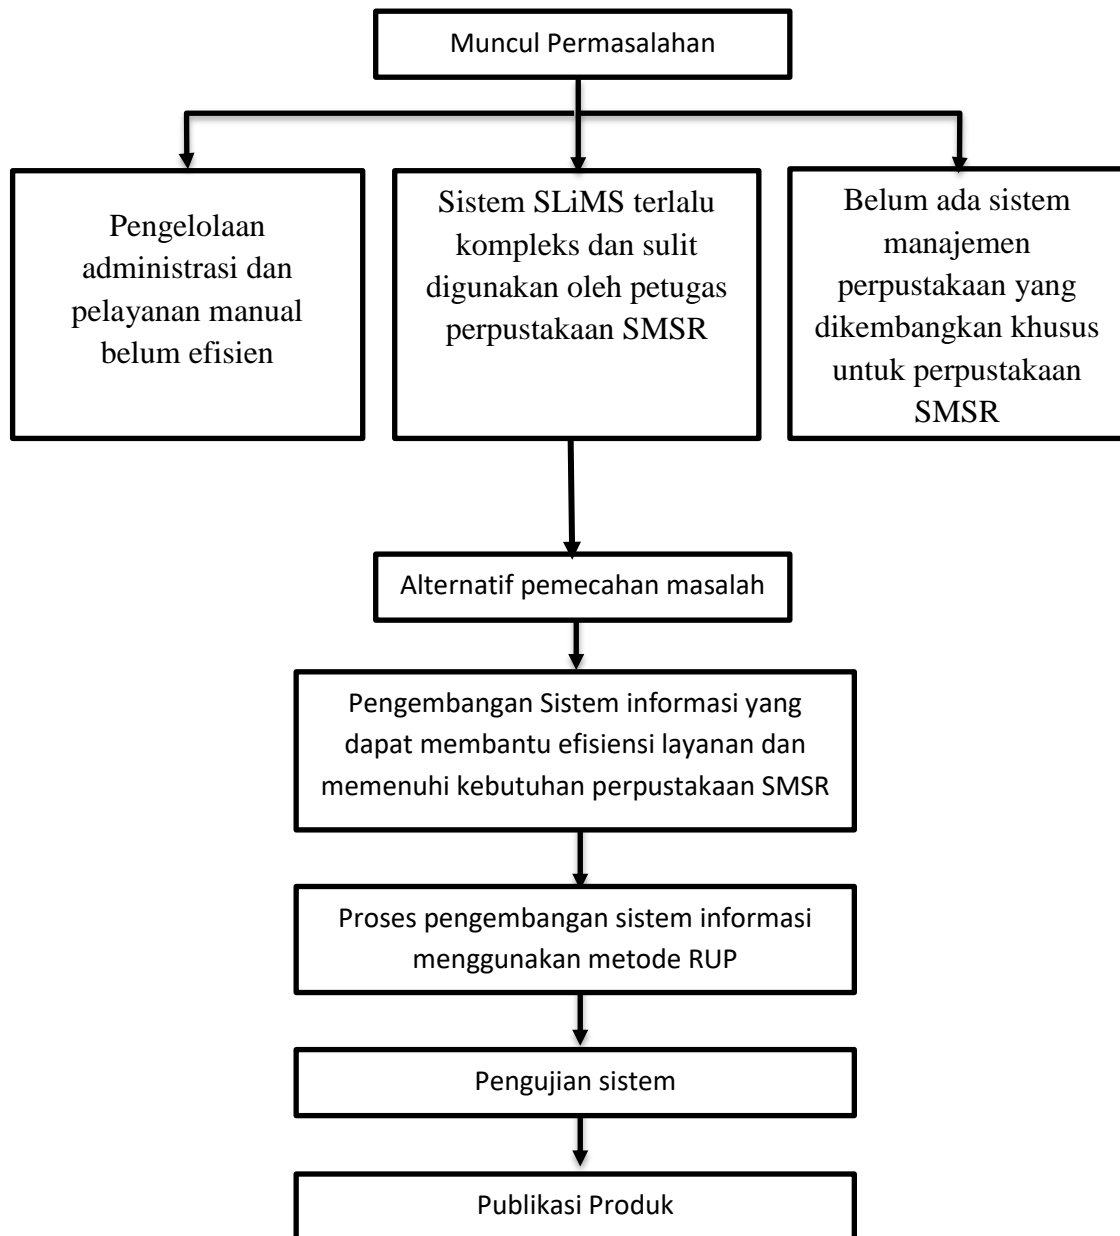 Muncul Permasalahan
Pengelolaan
administrasi dan
pelayanan manual
belum efisien
Sistem SLiMS terlalu
kompleks dan sulit
digunakan oleh petugas
perpustakaan SMSR
Belum ada sistem
manajemen
perpustakaan yang
dikembangkan khusus
untuk perpustakaan
SMSR
Alternatif pemecahan masalah
Pengembangan Sistem informasi yang
dapat membantu efisiensi layanan dan
memenuhi kebutuhan perpustakaan SMSR
Proses pengembangan sistem informasi
menggunakan metode RUP
Pengujian sistem
Publikasi Produk